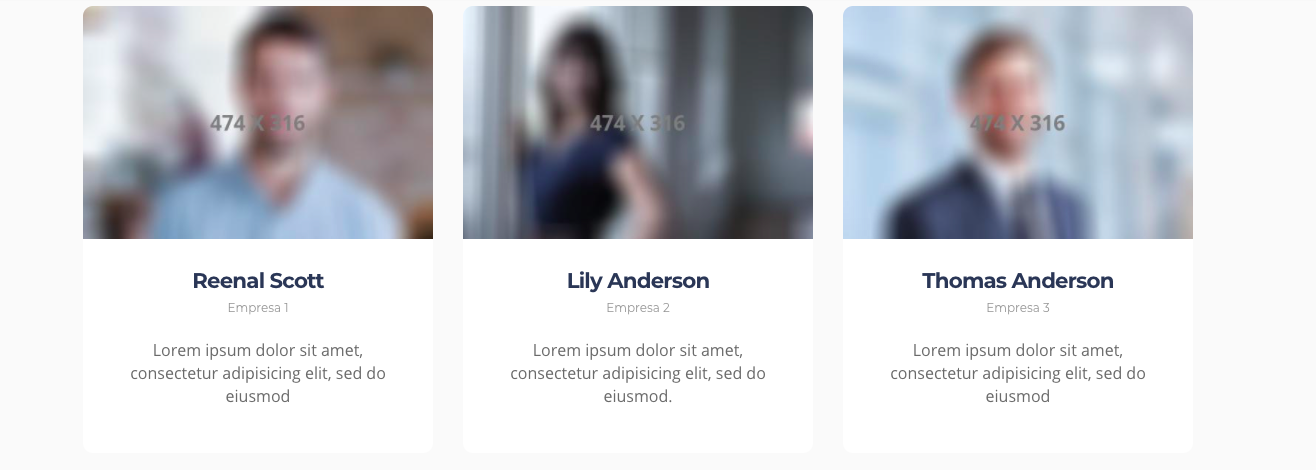 474 X 316
Reenal Scott
Empresa 1
Lorem ipsum dolor sit amet,
consectetur adipisicing elit, sed do
eiusmod
474 X 316
Lily Anderson
Empresa 2
Lorem ipsum dolor sit amet,
consectetur adipisicing elit, sed do
eiusmod.
474 X 316
Thomas Anderson
Empresa 3
Lorem ipsum dolor sit amet,
consectetur adipisicing elit, sed do
eiusmod